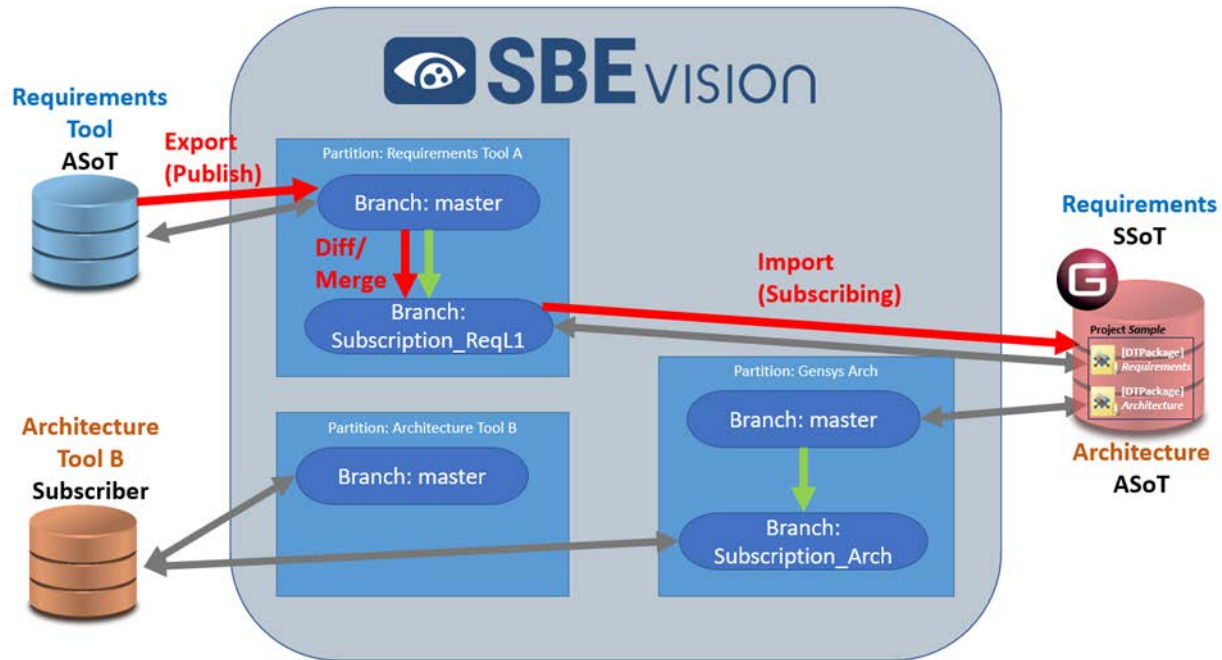 SBE VISION
Requirements
Tool
ASoT
Export
(Publish)
Partition: Requirements Tool A
Branch: master
Diff/
Merge
Branch:
Subscription_ReqL1
Import
(Subscribing)
Requirements
SSoT
G
Project Sample
[DTPackage]
Requirements
[DTPackage]
Architecture
Architecture
ASoT
Partition: Gensys Arch
Branch: master
Branch:
Subscription_Arch
Architecture
Tool B
Subscriber
Partition: Architecture Tool B
Branch: master